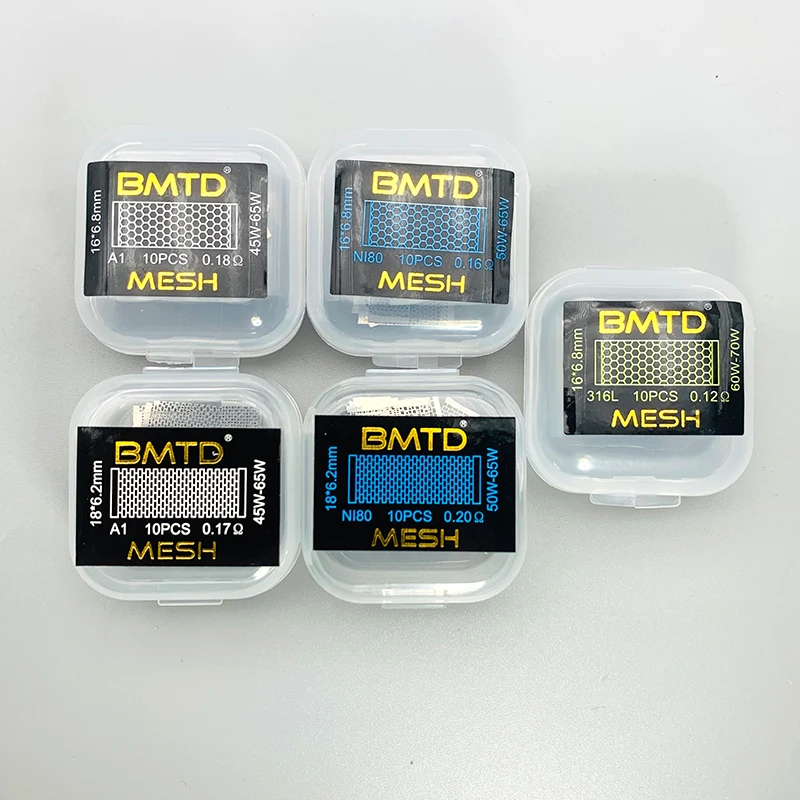 BMTD®
16*6.8mm
45W-65W
A1 10PCS 0.18Ω
MESH
BMTD®
16*6.8mm
50W-65W
NI80 10PCS 0.16Ω
MESH
BMTD®
16*6.8mm
60W-70W
316L 10PCS 0.12Ω
MESH
BMTD®
18*6.2mm
45W-65W
A1 10PCS 0.17Ω
MESH
BMTD®
18*6.2mm
50W-65W
NI80 10PCS 0.20Ω
MESH